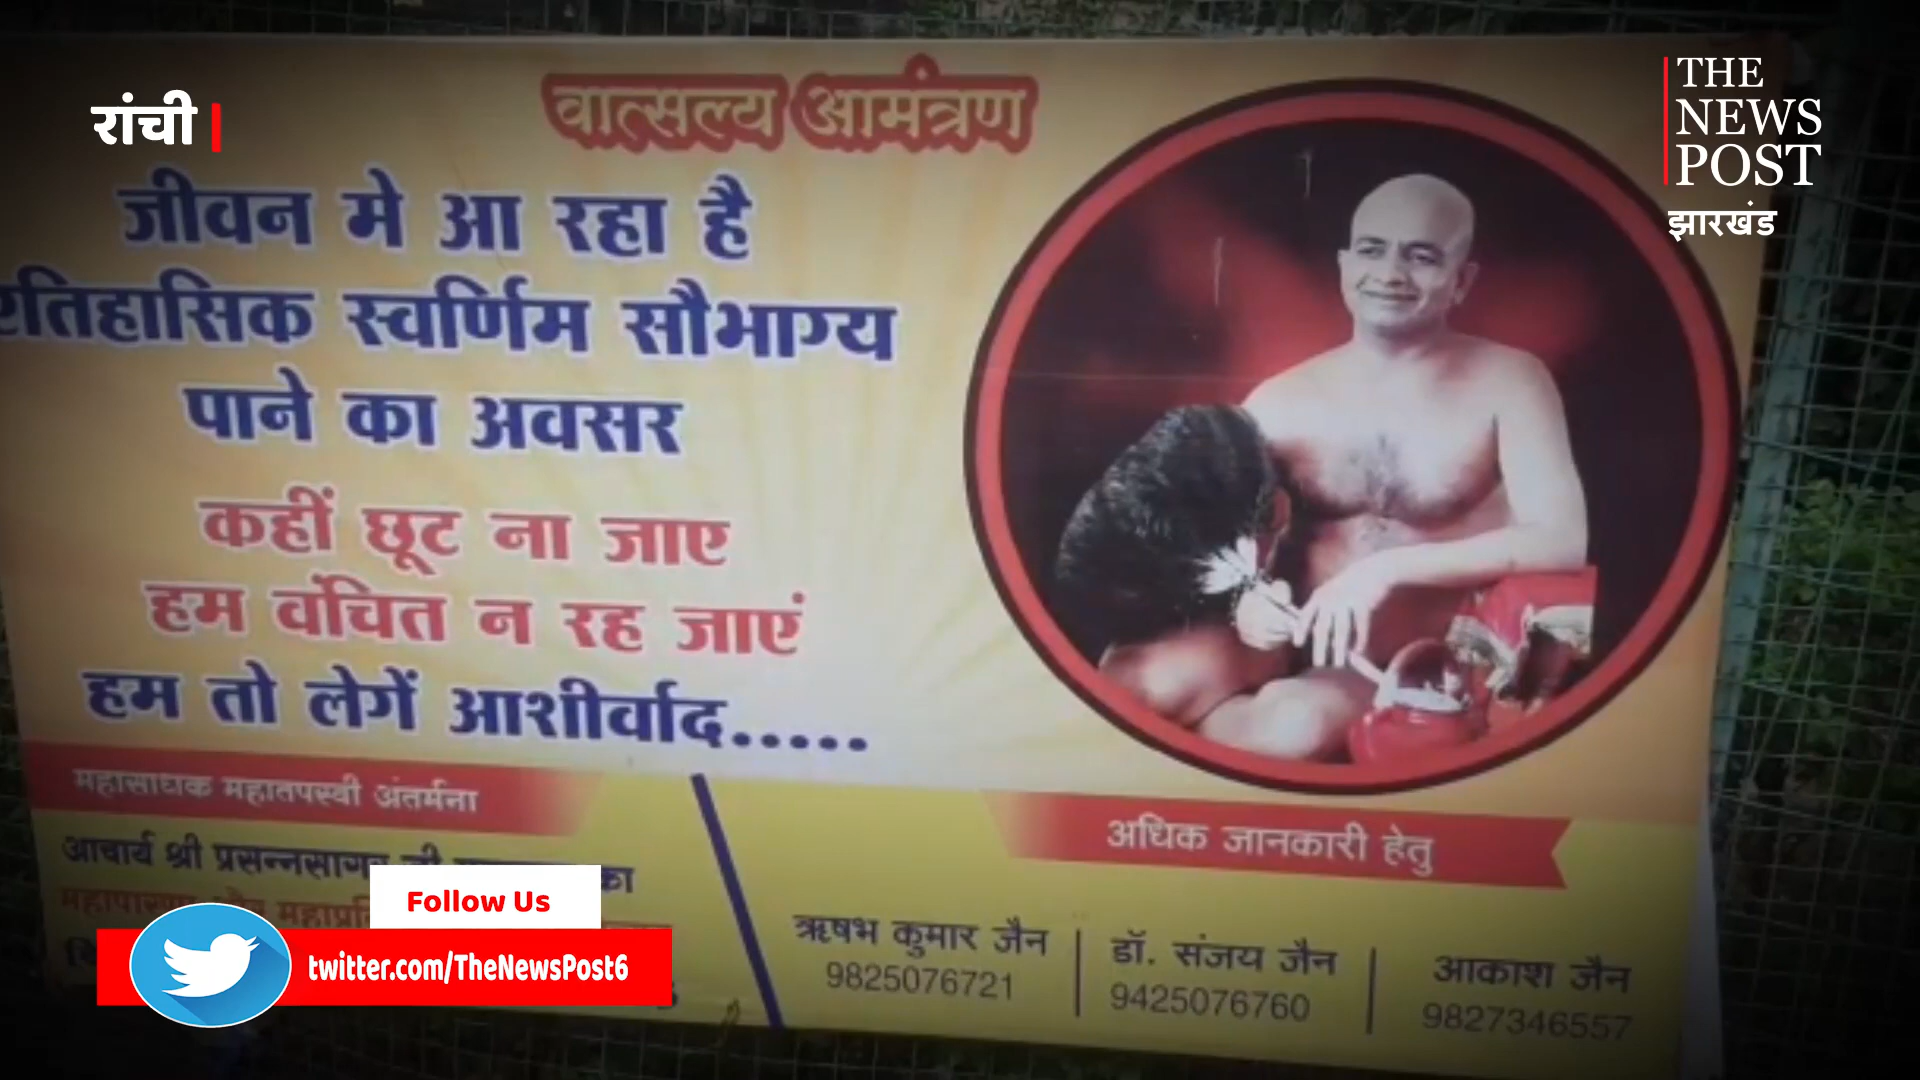 रांची
THE
NEWS
POST
झारखंड
वात्सल्य आमंत्रण
जीवन मे आ रहा है
एतिहासिक स्वर्णिम सौभाग्य
पाने का अवसर
कहीं छूट ना जाए
हम वंचित न रह जाएं
हम तो लेगें आशीर्वाद.....
महासाधक महातपस्वी अंतर्मना
आचार्य श्री प्रसन्नसागर जी का
अधिक जानकारी हेतु
ऋषभ कुमार जैन
9825076721
डॉ. संजय जैन
9425076760
आकाश जैन
9827346557
Follow Us
twitter.com/TheNewsPost6